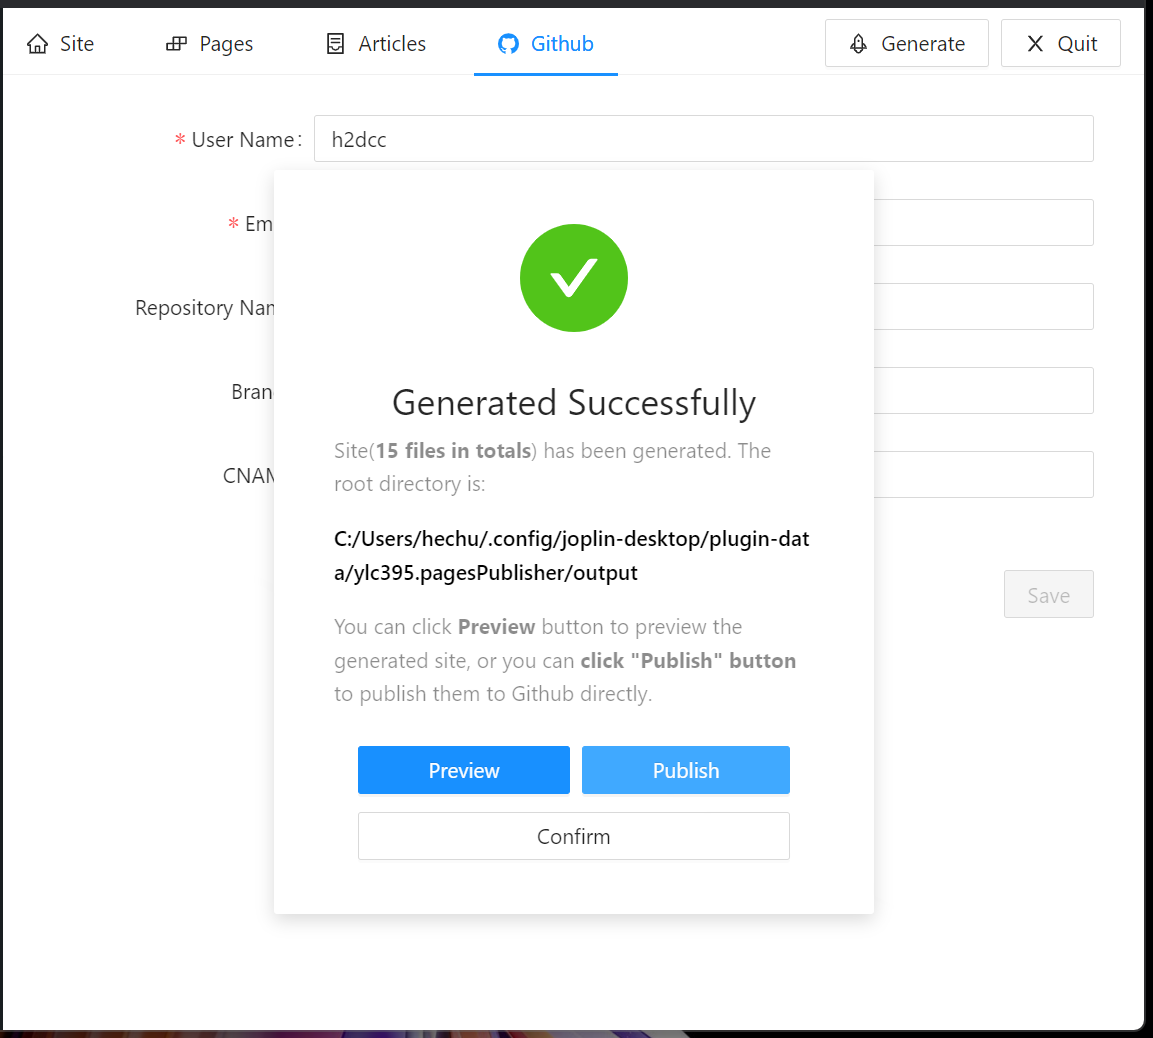 Site Pages Articles Github Generate Quit
* User Name: h2dcc
* Em
Repository Nam
Bran
CNAM
Generated Successfully
Site(15 files in totals) has been generated. The
root directory is:
C:/Users/hechu/.config/joplin-desktop/plugin-dat
a/ylc395.pagesPublisher/output
Save
You can click Preview button to preview the
generated site, or you can click "Publish" button
to publish them to Github directly.
Preview Publish
Confirm